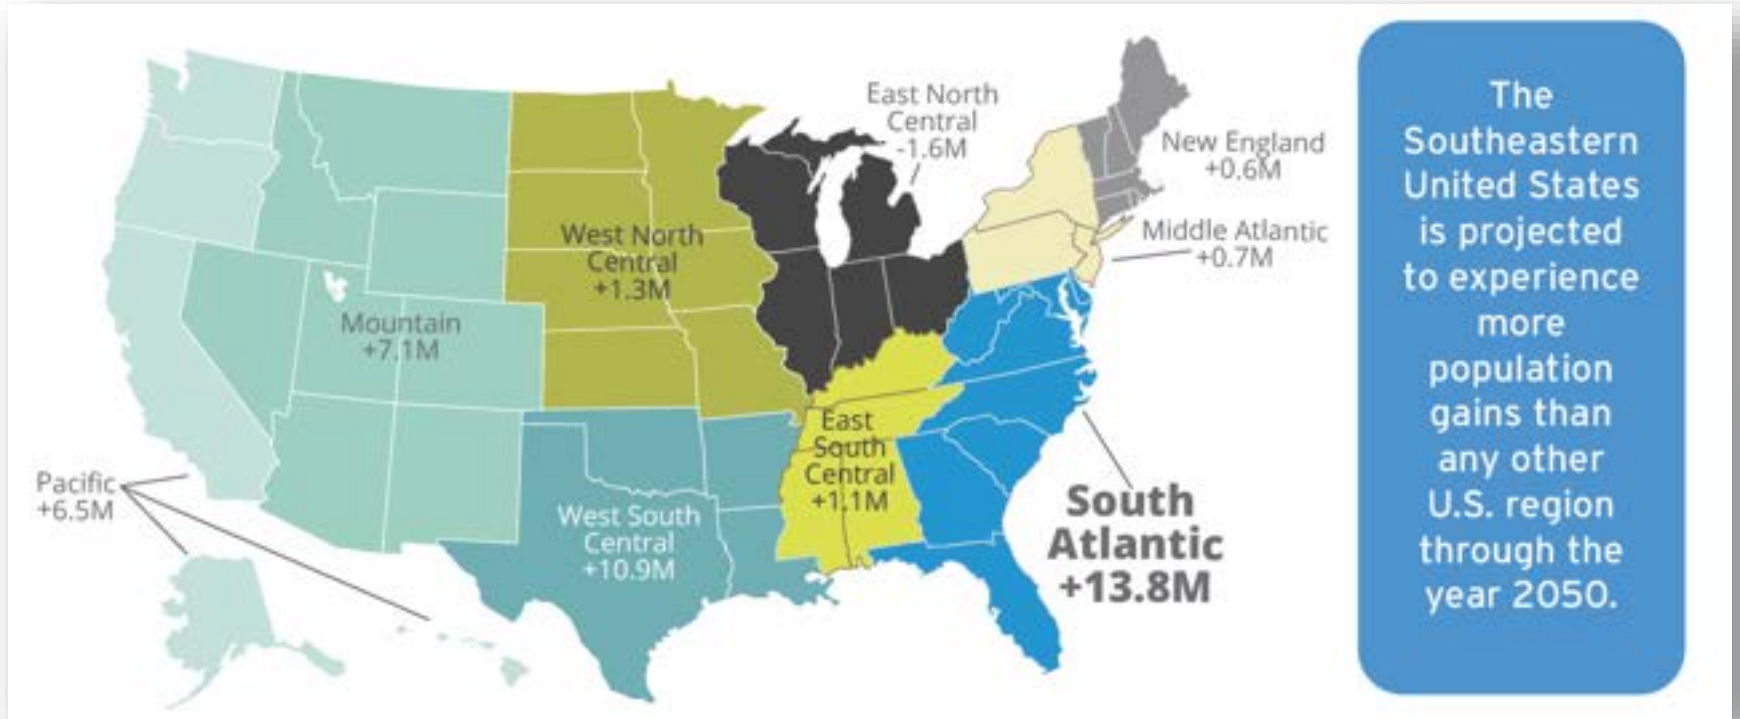 East North
Central
-1.6M
New England
+0.6M
Middle Atlantic
+0.7M
West North
Central
+1.3M
Mountain
+7.1M
East
South
Central
+1.1M
Pacific
+6.5M
West South
Central
+10.9M
South
Atlantic
+13.8M
The
Southeastern
United States
is projected
to experience
more
population
gains than
any other
U.S. region
through the
year 2050.